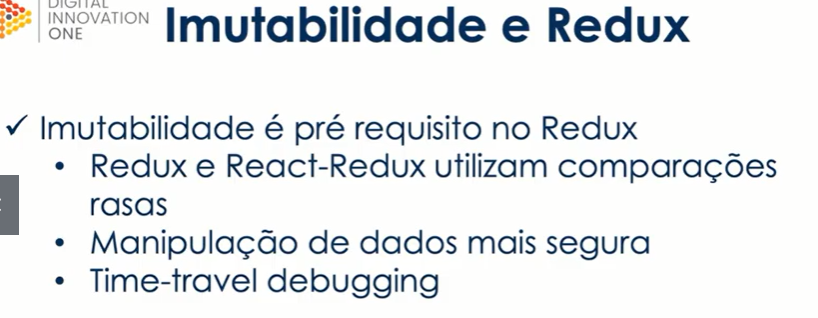 DIGITAL
INNOVATION
ONE
Imutabilidade e Redux
✓ Imutabilidade é pré requisito no Redux
• Redux e React-Redux utilizam comparações
rasas
• Manipulação de dados mais segura
• Time-travel debugging